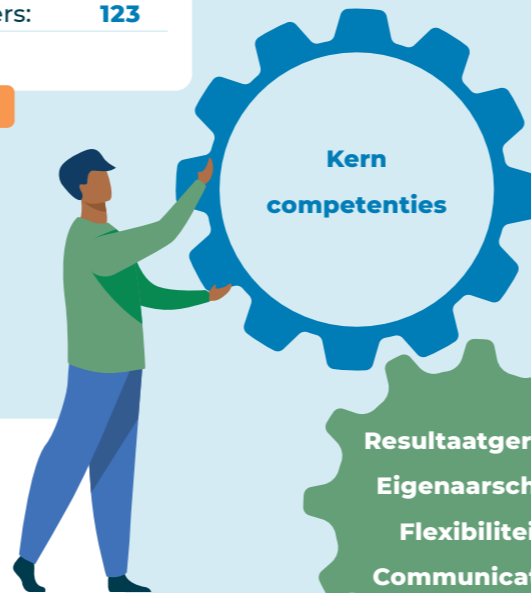 ers: 123
Kern
competenties
Resultaatger
Eigenaarsch
Flexibilitei
Communicat